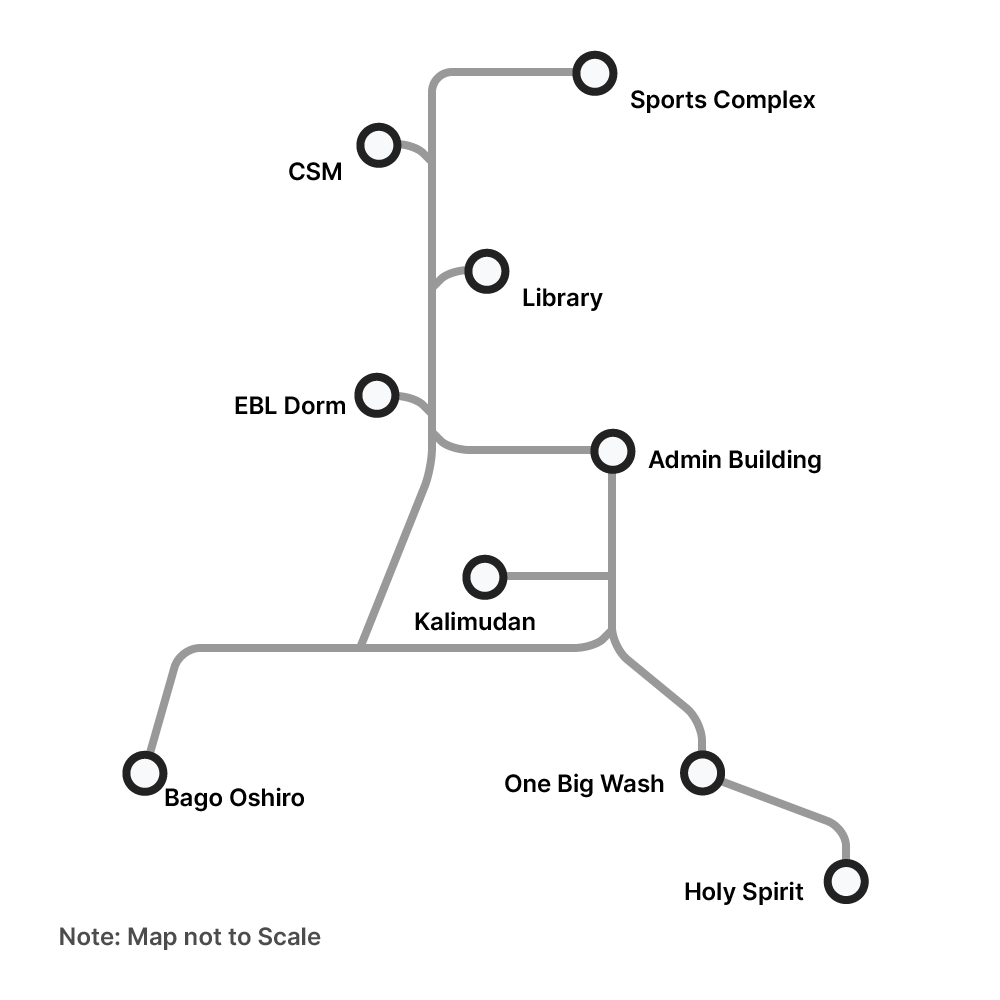 Sports Complex
CSM
Library
EBL Dorm
Admin Building
Kalimudan
One Big Wash
Bago Oshiro
Holy Spirit
Note: Map not to Scale